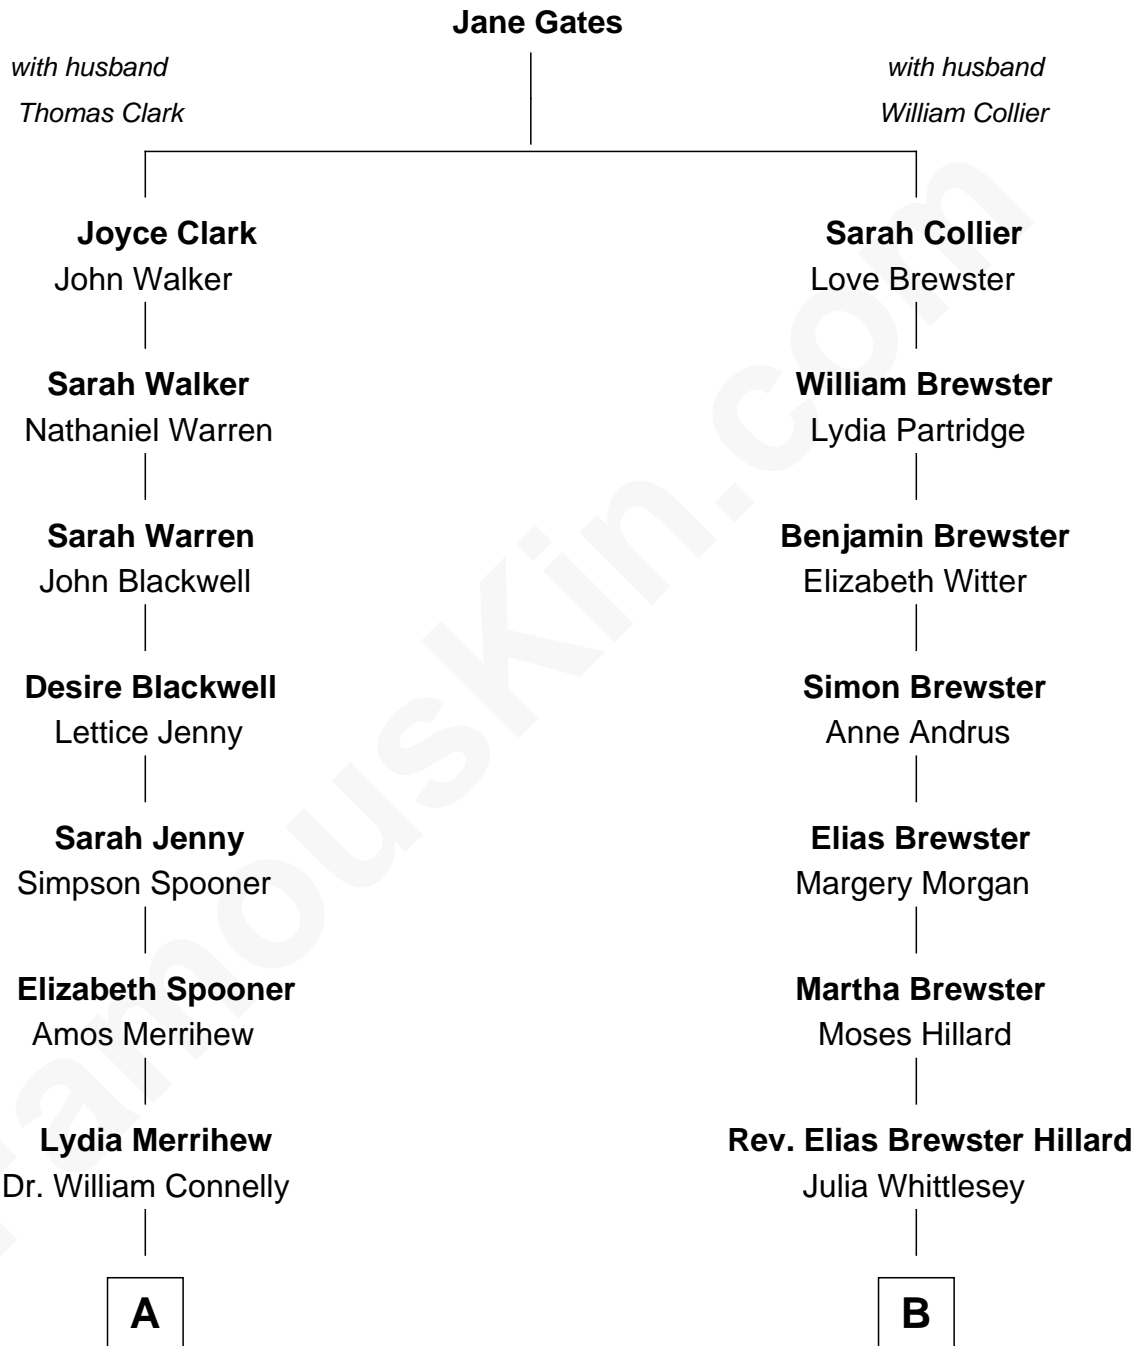 Jane Gates
with husband
Thomas Clark
with husband
William Collier
Joyce Clark
John Walker
Sarah Walker
Nathaniel Warren
Sarah Warren
John Blackwell
Desire Blackwell
Lettice Jenny
Sarah Jenny
Simpson Spooner
Elizabeth Spooner
Amos Merrihew
Lydia Merrihew
Dr. William Connelly
A
Sarah Collier
Love Brewster
William Brewster
Lydia Partridge
Benjamin Brewster
Elizabeth Witter
Simon Brewster
Anne Andrus
Elias Brewster
Margery Morgan
Martha Brewster
Moses Hillard
Rev. Elias Brewster Hillard
Julia Whittlesey
B
FamousKin.com